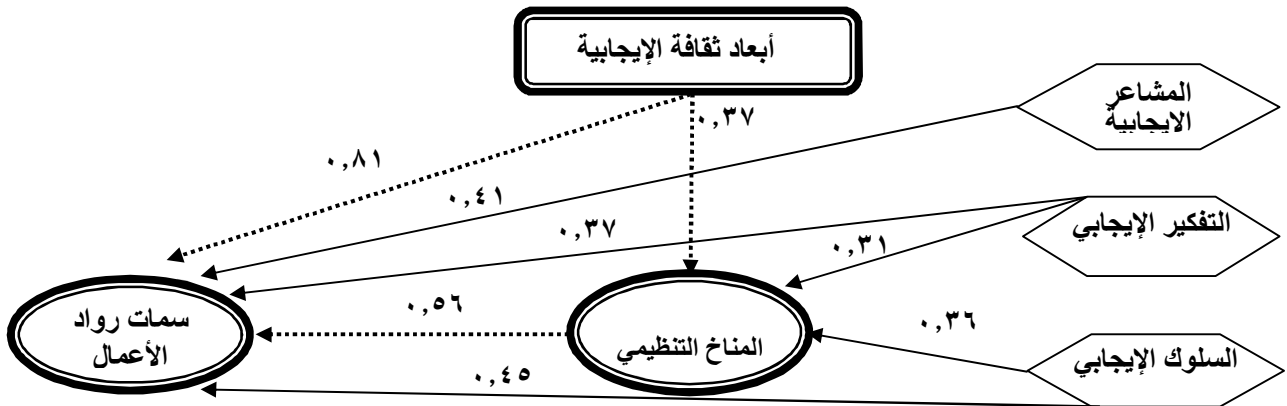 أبعاد ثقافة الإيجابية
المشاعر
الايجابية
٠,٣٧
٠,٨١
٠,٤١
٠,٣٧
التفكير الإيجابي
٠,٣١
سمات رواد
الأعمال
٠,٥٦
المناخ التنظيمي
٠,٣٦
السلوك الإيجابي
٠,٤٥